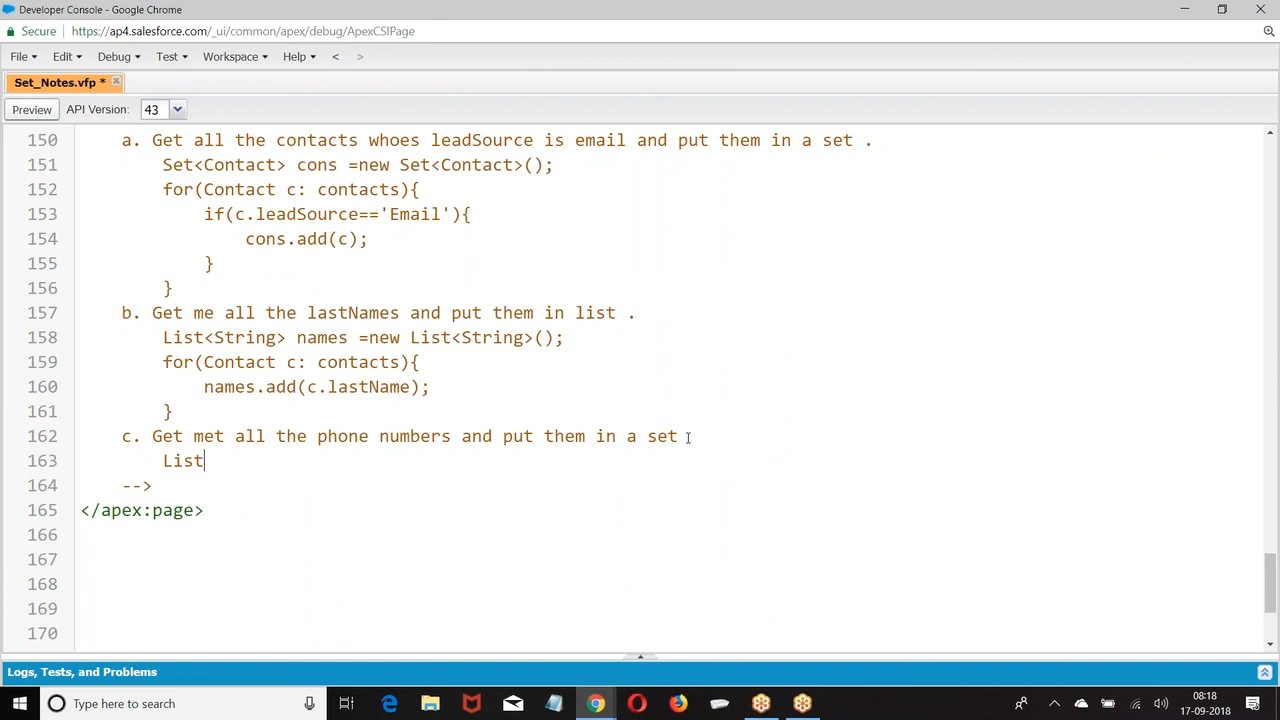 Developer Console - Google Chrome
Secure https://ap4.salesforce.com/_ui/common/apex/debug/ApexCSIPage
File Edit Debug Test Workspace Help < >
Set_Notes.vfp *
Preview API Version: 43
150 a. Get all the contacts whoes leadSource is email and put them in a set .
151 Set<Contact> cons =new Set<Contact>();
152 for(Contact c: contacts){
153 if(c.leadSource=='Email'){
154 cons.add(c);
155 }
156 }
157 b. Get me all the lastNames and put them in list .
158 List<String> names =new List<String>();
159 for(Contact c: contacts){
160 names.add(c.lastName);
161 }
162 c. Get met all the phone numbers and put them in a set
163 List
164 -->
165 </apex:page>
166
167
168
169
170
Logs, Tests, and Problems
Type here to search
08:18
17-09-2018